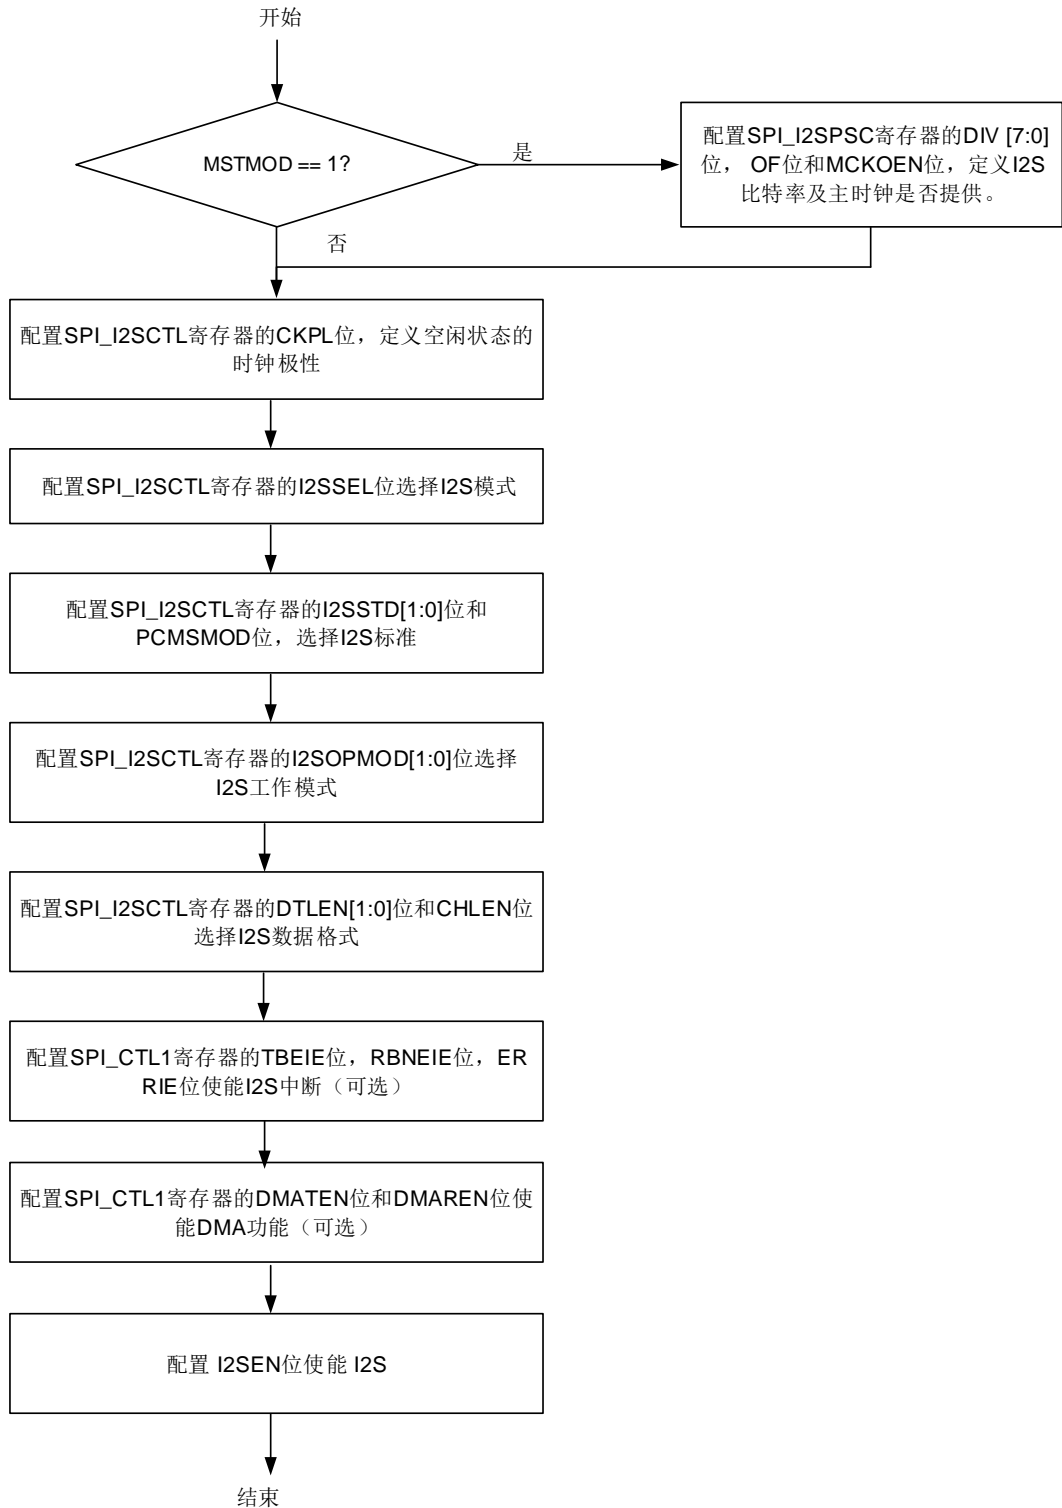 开始
MSTMOD == 1?
是
配置SPI_I2SPSC寄存器的DIV [7:0]
位， OF位和MCKOEN位，定义I2S
比特率及主时钟是否提供。
否
配置SPI_I2SCTL寄存器的CKPL位，定义空闲状态的
时钟极性
配置SPI_I2SCTL寄存器的I2SSEL位选择I2S模式
配置SPI_I2SCTL寄存器的I2SSTD[1:0]位和
PCMSMOD位，选择I2S标准
配置SPI_I2SCTL寄存器的I2SOPMOD[1:0]位选择
I2S工作模式
配置SPI_I2SCTL寄存器的DTLEN[1:0]位和CHLEN位
选择I2S数据格式
配置SPI_CTL1寄存器的TBEIE位，RBNEIE位，ER
RIE位使能I2S中断（可选）
配置SPI_CTL1寄存器的DMATEN位和DMAREN位使
能DMA功能（可选）
配置 I2SEN位使能 I2S
结束